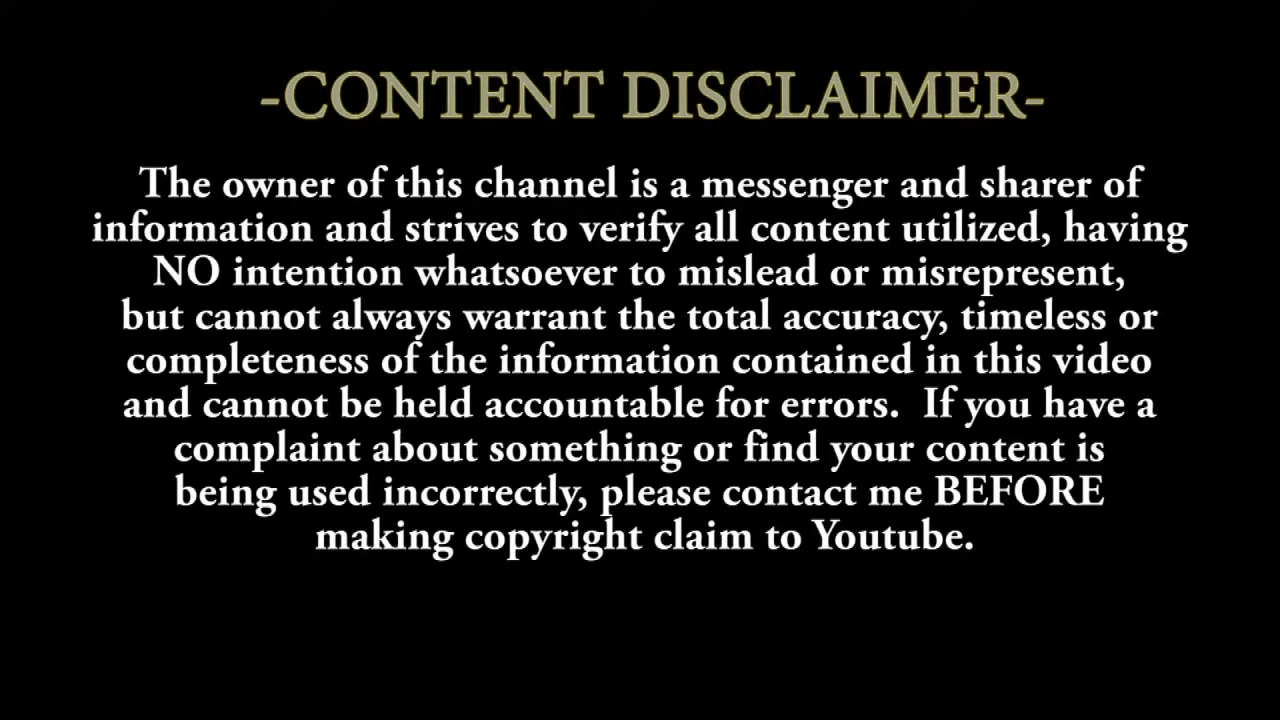 -CONTENT DISCLAIMER-
The owner of this channel is a messenger and sharer of
information and strives to verify all content utilized, having
NO intention whatsoever to mislead or misrepresent,
but cannot always warrant the total accuracy, timeless or
completeness of the information contained in this video
and cannot be held accountable for errors.  If you have a
complaint about something or find your content is
being used incorrectly, please contact me BEFORE
making copyright claim to Youtube.